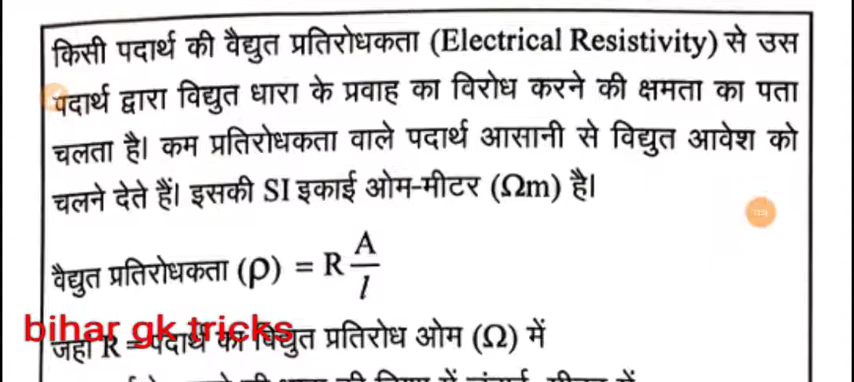 किसी पदार्थ की वैद्युत प्रतिरोधकता (Electrical Resistivity) से उस
पदार्थ द्वारा विद्युत धारा के प्रवाह का विरोध करने की क्षमता का पता
चलता है। कम प्रतिरोधकता वाले पदार्थ आसानी से विद्युत आवेश को
चलने देते हैं। इसकी SI इकाई ओम-मीटर (Ωm) है।
वैद्युत प्रतिरोधकता (ρ) = R A/l
bihar gk tricks
जहाँ R = पदार्थ का विद्युत प्रतिरोध ओम (Ω) में